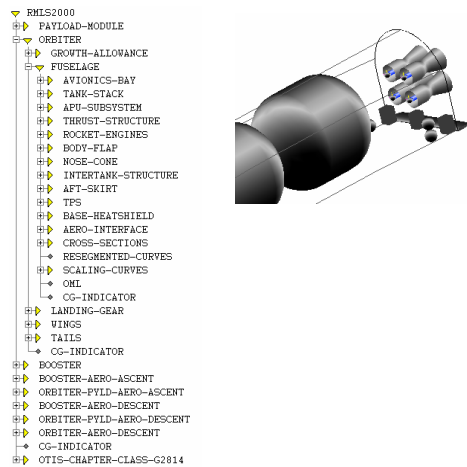 RMLS2000
PAYLOAD-MODULE
ORBITER
GROWTH-ALLOWANCE
FUSELAGE
AVIONICS-BAY
TANK-STACK
APU-SUBSYSTEM
THRUST-STRUCTURE
ROCKET-ENGINES
BODY-FLAP
NOSE-CONE
INTERTANK-STRUCTURE
AFT-SKIRT
TPS
BASE-HEATSHIELD
AERO-INTERFACE
CROSS-SECTIONS
RESEGMENTED-CURVES
SCALING-CURVES
OML
CG-INDICATOR
LANDING-GEAR
WINGS
TAILS
CG-INDICATOR
BOOSTER
BOOSTER-AERO-ASCENT
ORBITER-PYLD-AERO-ASCENT
BOOSTER-AERO-DESCENT
ORBITER-PYLD-AERO-DESCENT
ORBITER-AERO-DESCENT
CG-INDICATOR
OTIS-CHAPTER-CLASS-G2814